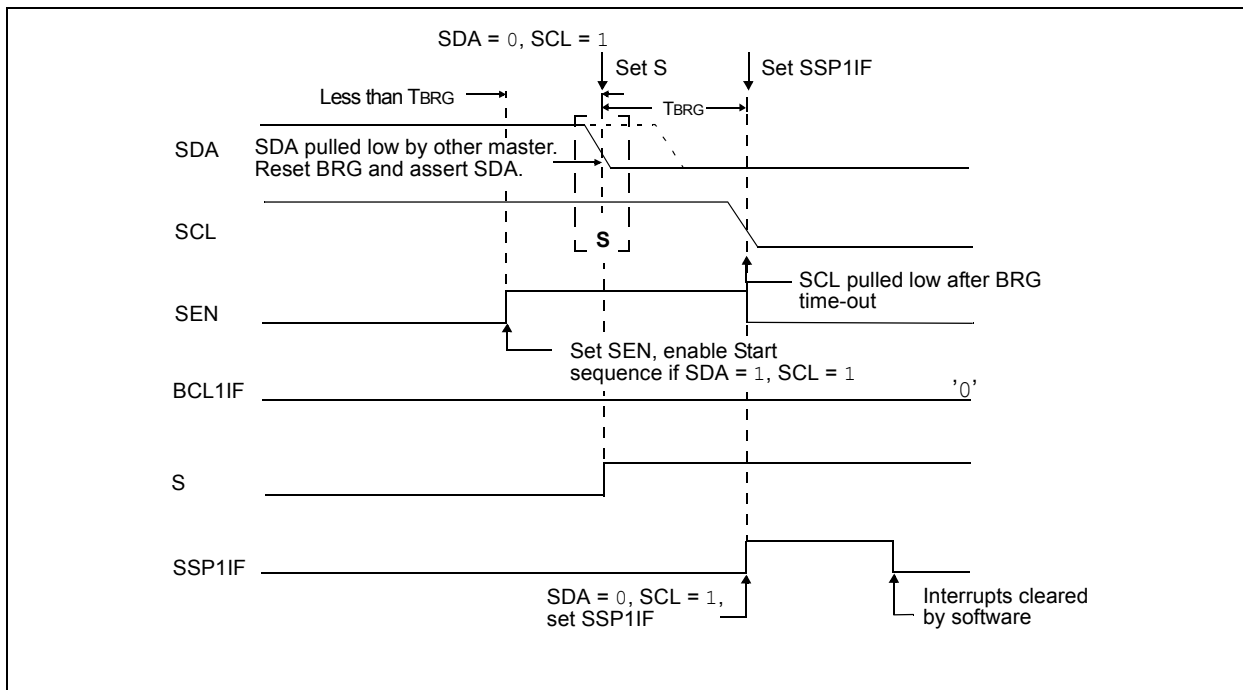 SDA = 0, SCL = 1
Set S
Set SSP1IF
Less than TBRG
TBRG
SDA
SDA pulled low by other master.
Reset BRG and assert SDA.
SCL
S
SCL pulled low after BRG
time-out
SEN
Set SEN, enable Start
sequence if SDA = 1, SCL = 1
BCL1IF
'0'
S
SSP1IF
SDA = 0, SCL = 1,
set SSP1IF
Interrupts cleared
by software